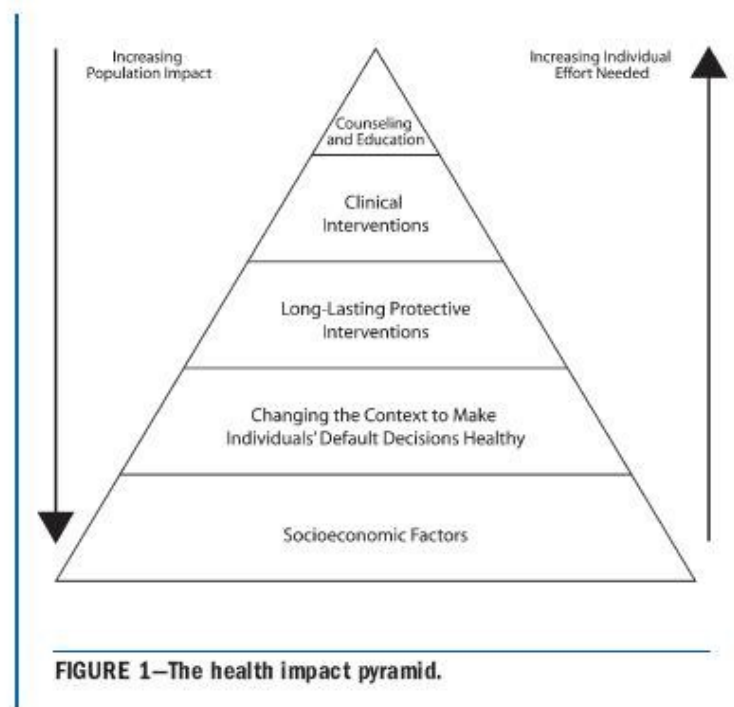 Increasing
Population Impact
Increasing Individual
Effort Needed
Counseling
and Education
Clinical
Interventions
Long-Lasting Protective
Interventions
Changing the Context to Make
Individuals' Default Decisions Healthy
Socioeconomic Factors
FIGURE 1—The health impact pyramid.